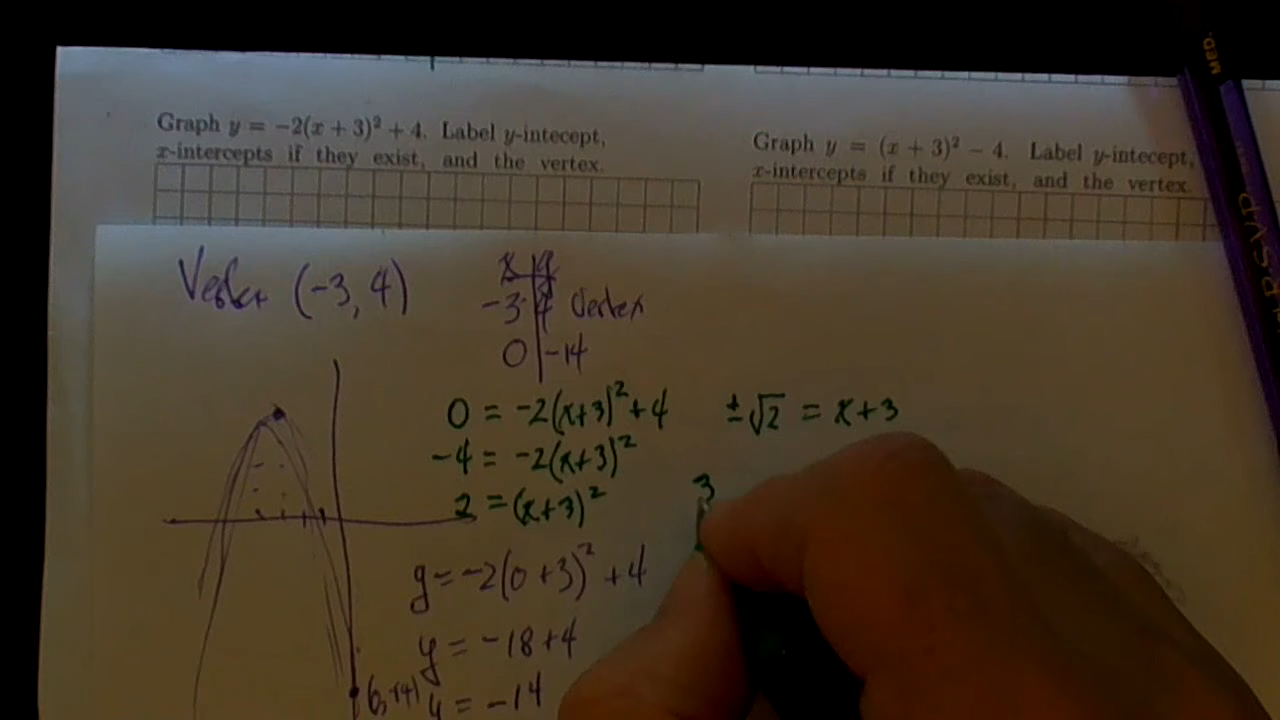 Graph y = −2(x + 3)² + 4. Label y-intecept,
x-intercepts if they exist, and the vertex.
Graph y = (x + 3)² − 4. Label y-intecept,
x-intercepts if they exist, and the vertex.
MED.
Vertex (-3, 4)
x y
-3 4 Vertex
0 -14
0 = -2(x+3)² + 4
-4 = -2(x+3)²
2 = (x+3)²
±√2 = x+3
3
y = -2(0+3)² + 4
y = -18+4
y = -14